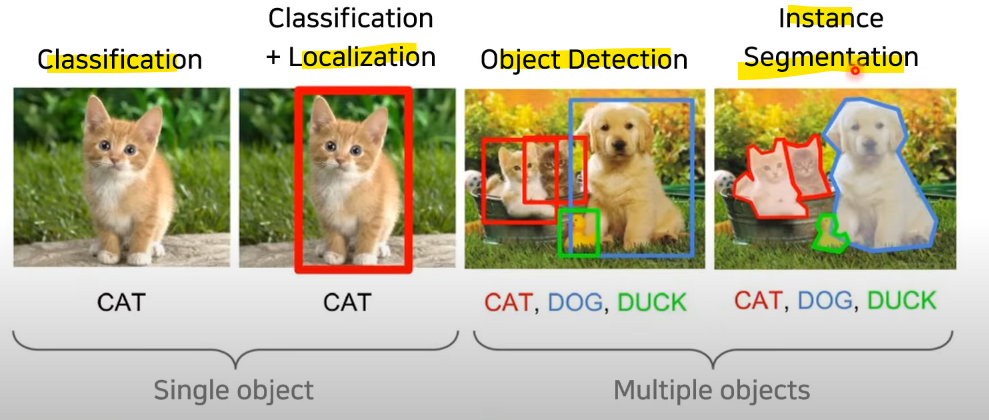 Classification
Classification
+ Localization
Object Detection
Instance
Segmentation
CAT
CAT
CAT, DOG, DUCK
CAT, DOG, DUCK
Single object
Multiple objects